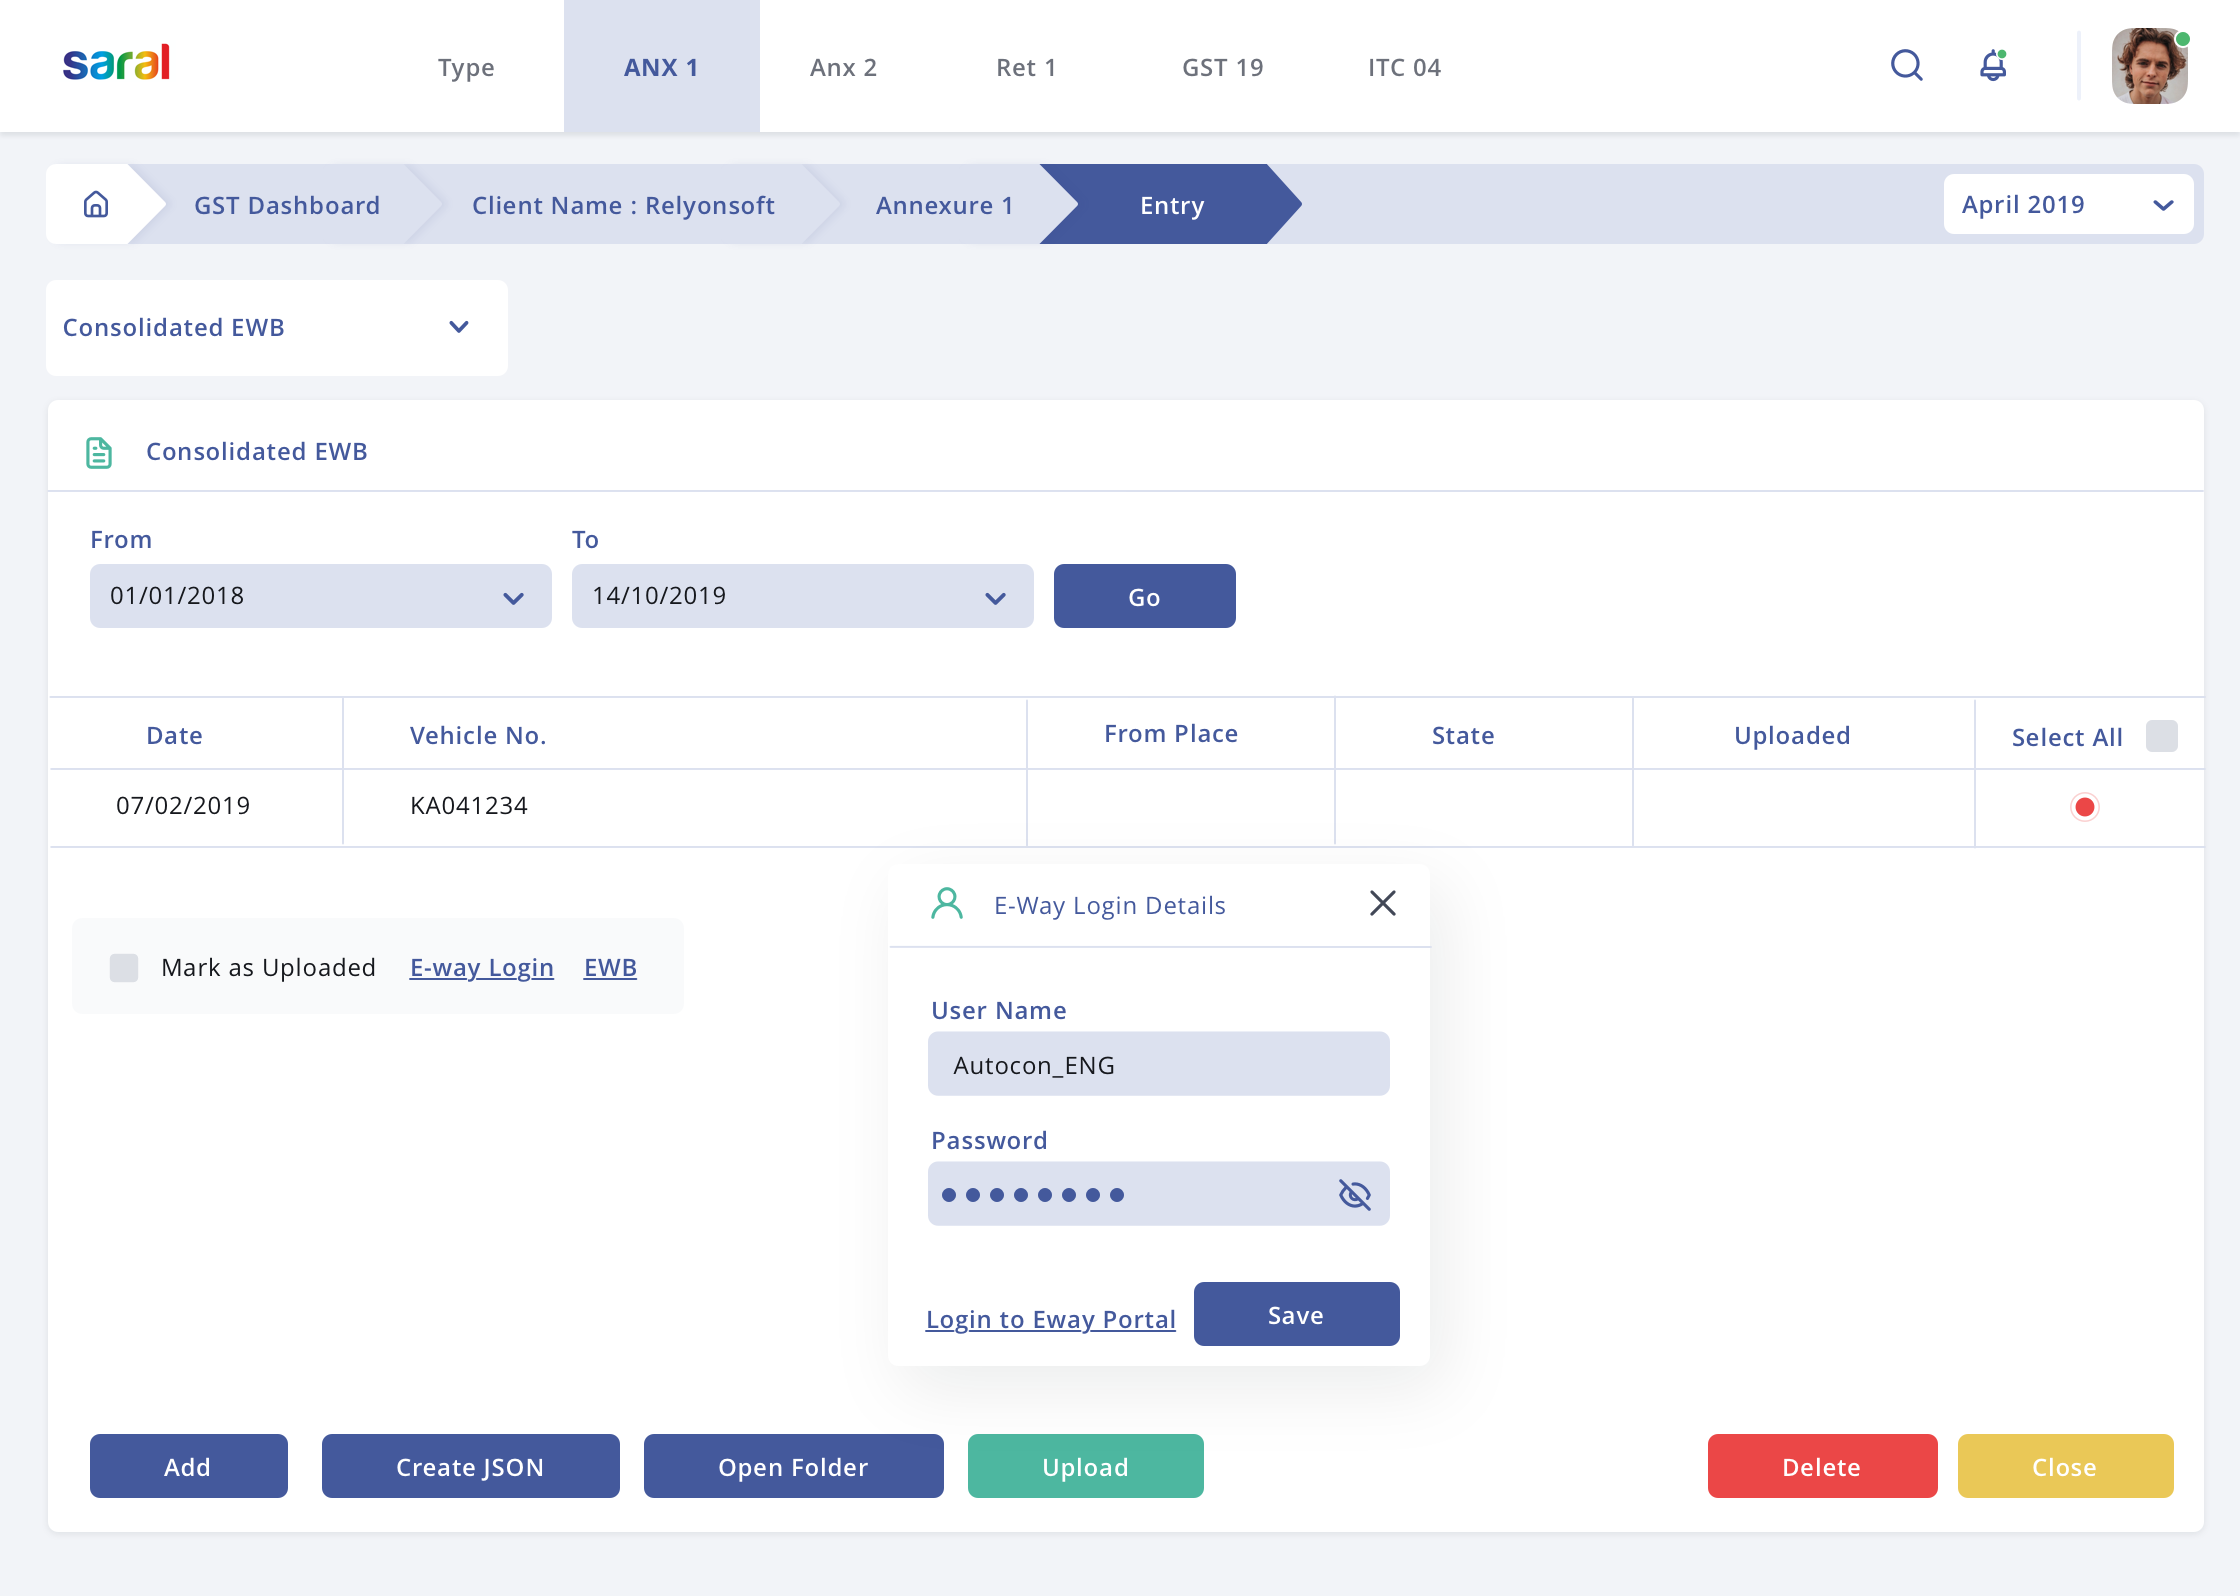 saral
Type
ANX 1
Anx 2
Ret 1
GST 19
ITC 04
GST Dashboard
Client Name : Relyonsoft
Annexure 1
Entry
April 2019
Consolidated EWB
Consolidated EWB
From
To
01/01/2018
14/10/2019
Go
Date
Vehicle No.
From Place
State
Uploaded
Select All
07/02/2019
KA041234
E-Way Login Details
Mark as Uploaded
E-way Login
EWB
User Name
Autocon_ENG
Password
Login to Eway Portal
Save
Add
Create JSON
Open Folder
Upload
Delete
Close